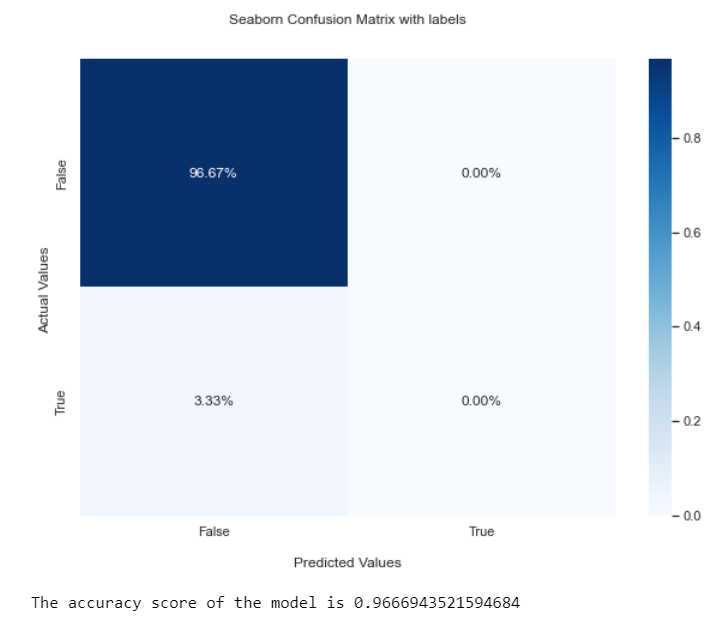 Seaborn Confusion Matrix with labels
False
96.67%
0.00%
0.8
0.6
Actual Values
0.4
True
3.33%
0.00%
0.2
0.0
False
True
Predicted Values
The accuracy score of the model is 0.9666943521594684